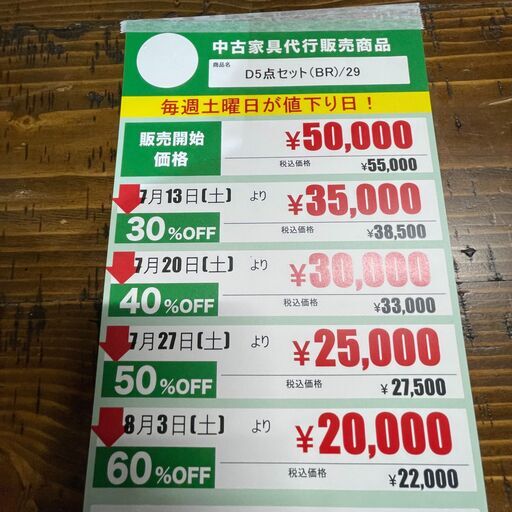 中古家具代行販売商品
商品名
D5点セット(BR)/29
毎週土曜日が値下り日！
販売開始
価格
¥50,000
税込価格 ¥55,000
7月13日(土) より
30%OFF
¥35,000
税込価格 ¥38,500
7月20日(土) より
40%OFF
¥30,000
税込価格 ¥33,000
7月27日(土) より
50%OFF
¥25,000
税込価格 ¥27,500
8月3日(土) より
60%OFF
¥20,000
税込価格 ¥22,000